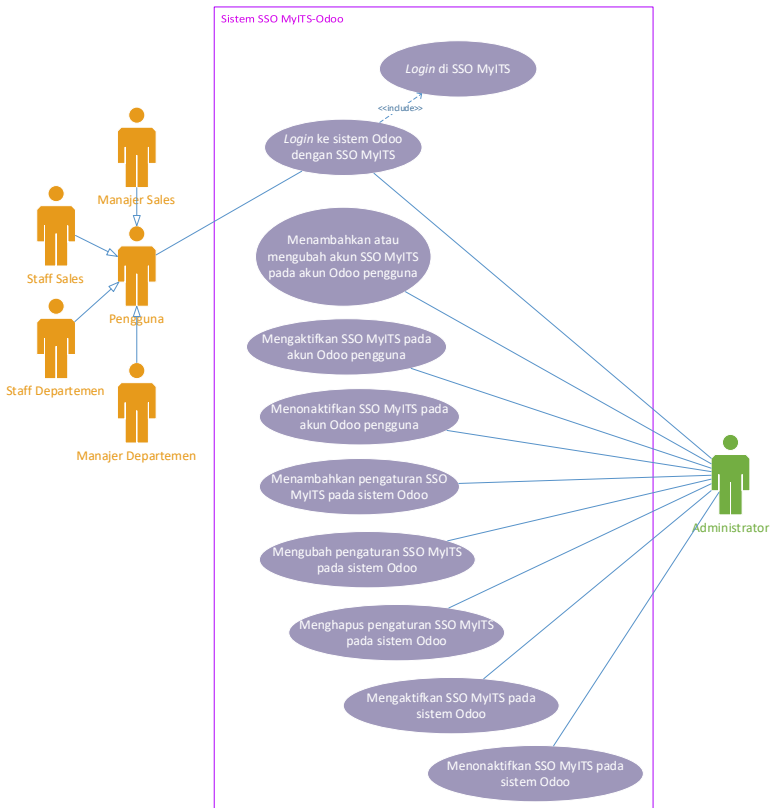 Sistem SSO MyITS-Odoo
Login di SSO MyITS
<<include>>
Login ke sistem Odoo
dengan SSO MyITS
Manajer Sales
Staff Sales
Pengguna
Staff Departemen
Manajer Departemen
Menambahkan atau
mengubah akun SSO MyITS
pada akun Odoo pengguna
Mengaktifkan SSO MyITS pada
akun Odoo pengguna
Menonaktifkan SSO MyITS pada
akun Odoo pengguna
Menambahkan pengaturan SSO
MyITS pada sistem Odoo
Mengubah pengaturan SSO MyITS
pada sistem Odoo
Menghapus pengaturan SSO MyITS
pada sistem Odoo
Mengaktifkan SSO MyITS pada
sistem Odoo
Menonaktifkan SSO MyITS pada
sistem Odoo
Administrator